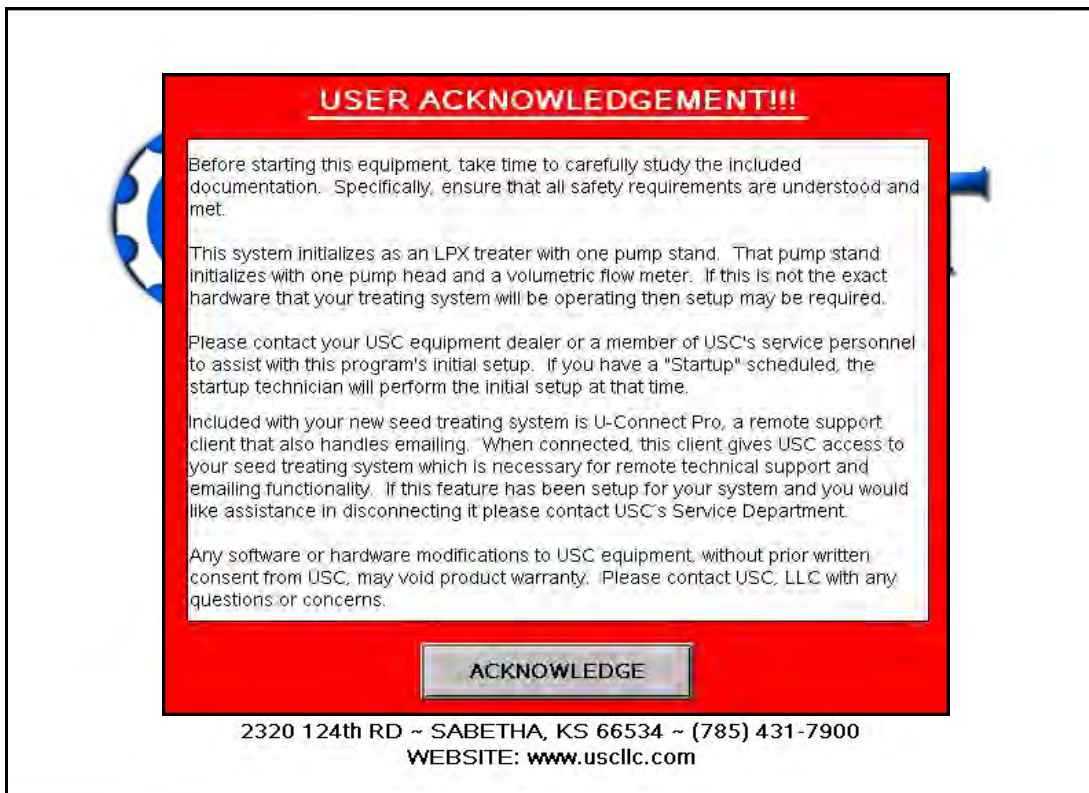 USER ACKNOWLEDGEMENT!!!
Before starting this equipment, take time to carefully study the included
documentation. Specifically, ensure that all safety requirements are understood and
met.
This system initializes as an LPX treater with one pump stand. That pump stand
initializes with one pump head and a volumetric flow meter. If this is not the exact
hardware that your treating system will be operating then setup may be required.
Please contact your USC equipment dealer or a member of USC's service personnel
to assist with this program's initial setup. If you have a "Startup" scheduled, the
startup technician will perform the initial setup at that time.
Included with your new seed treating system is U-Connect Pro, a remote support
client that also handles emailing. When connected, this client gives USC access to
your seed treating system which is necessary for remote technical support and
emailing functionality. If this feature has been setup for your system and you would
like assistance in disconnecting it please contact USC's Service Department.
Any software or hardware modifications to USC equipment, without prior written
consent from USC, may void product warranty. Please contact USC, LLC with any
questions or concerns.
ACKNOWLEDGE
2320 124th RD ~ SABETHA, KS 66534 ~ (785) 431-7900
WEBSITE: www.uscllc.com